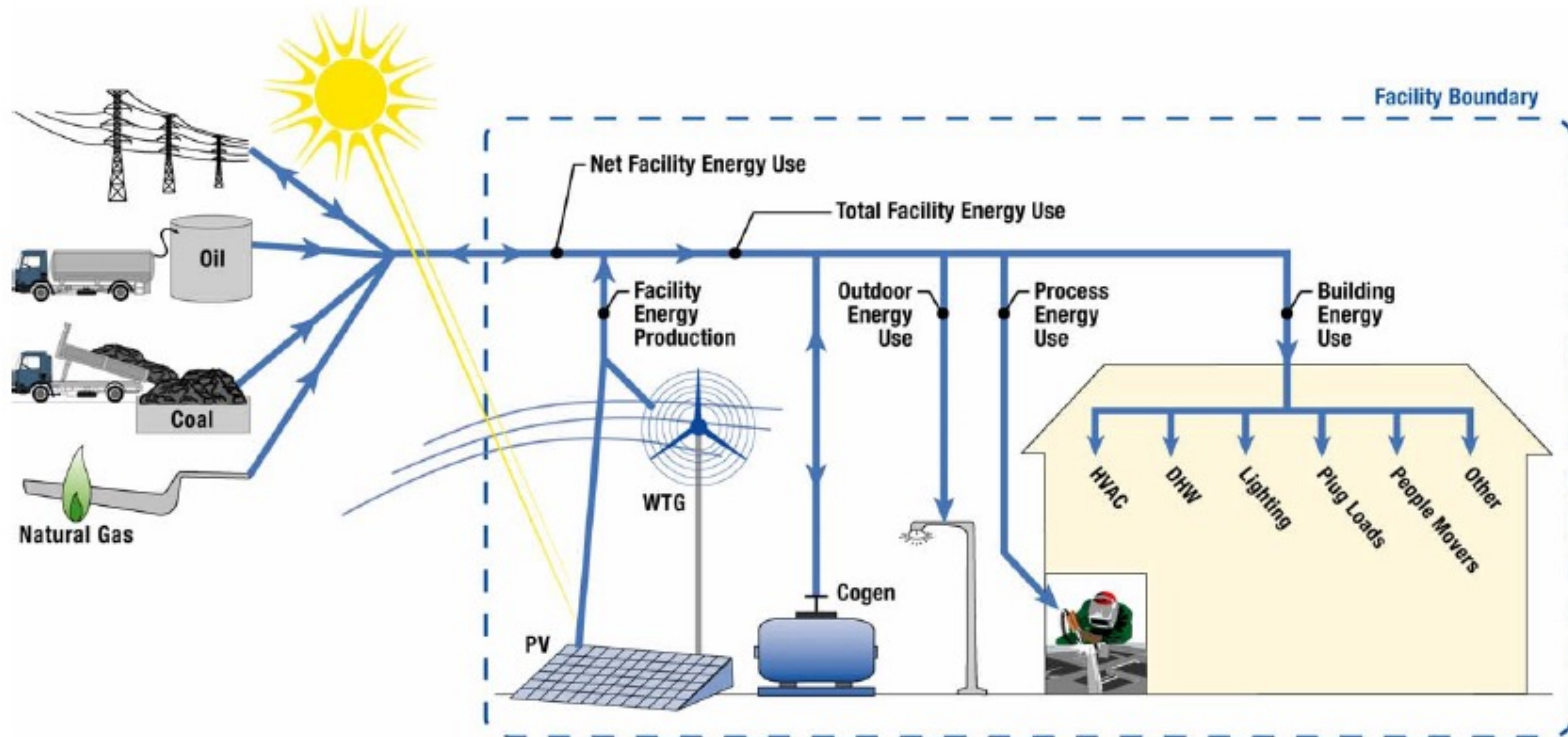 Facility Boundary
Net Facility Energy Use
Total Facility Energy Use
Oil
Facility
Energy
Production
Outdoor
Energy
Use
Process
Energy
Use
Building
Energy
Use
Coal
Natural Gas
WTG
HVAC
DHW
Lighting
Plug Loads
People Movers
Other
Cogen
PV